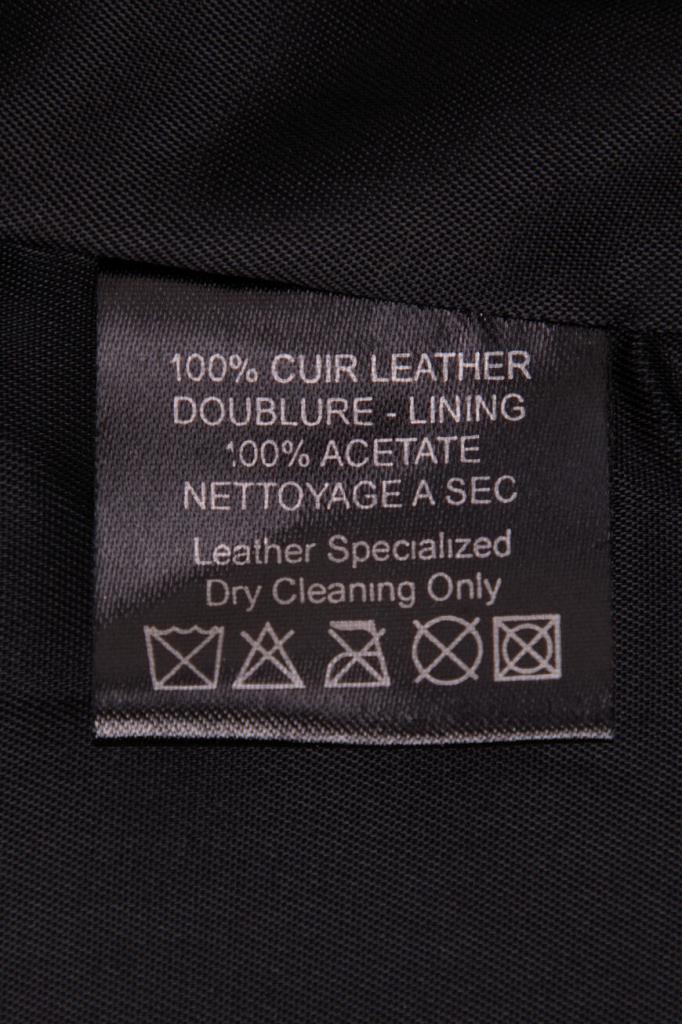 100% CUIR LEATHER
DOUBLURE - LINING
100% ACETATE
NETTOYAGE A SEC
Leather Specialized
Dry Cleaning Only